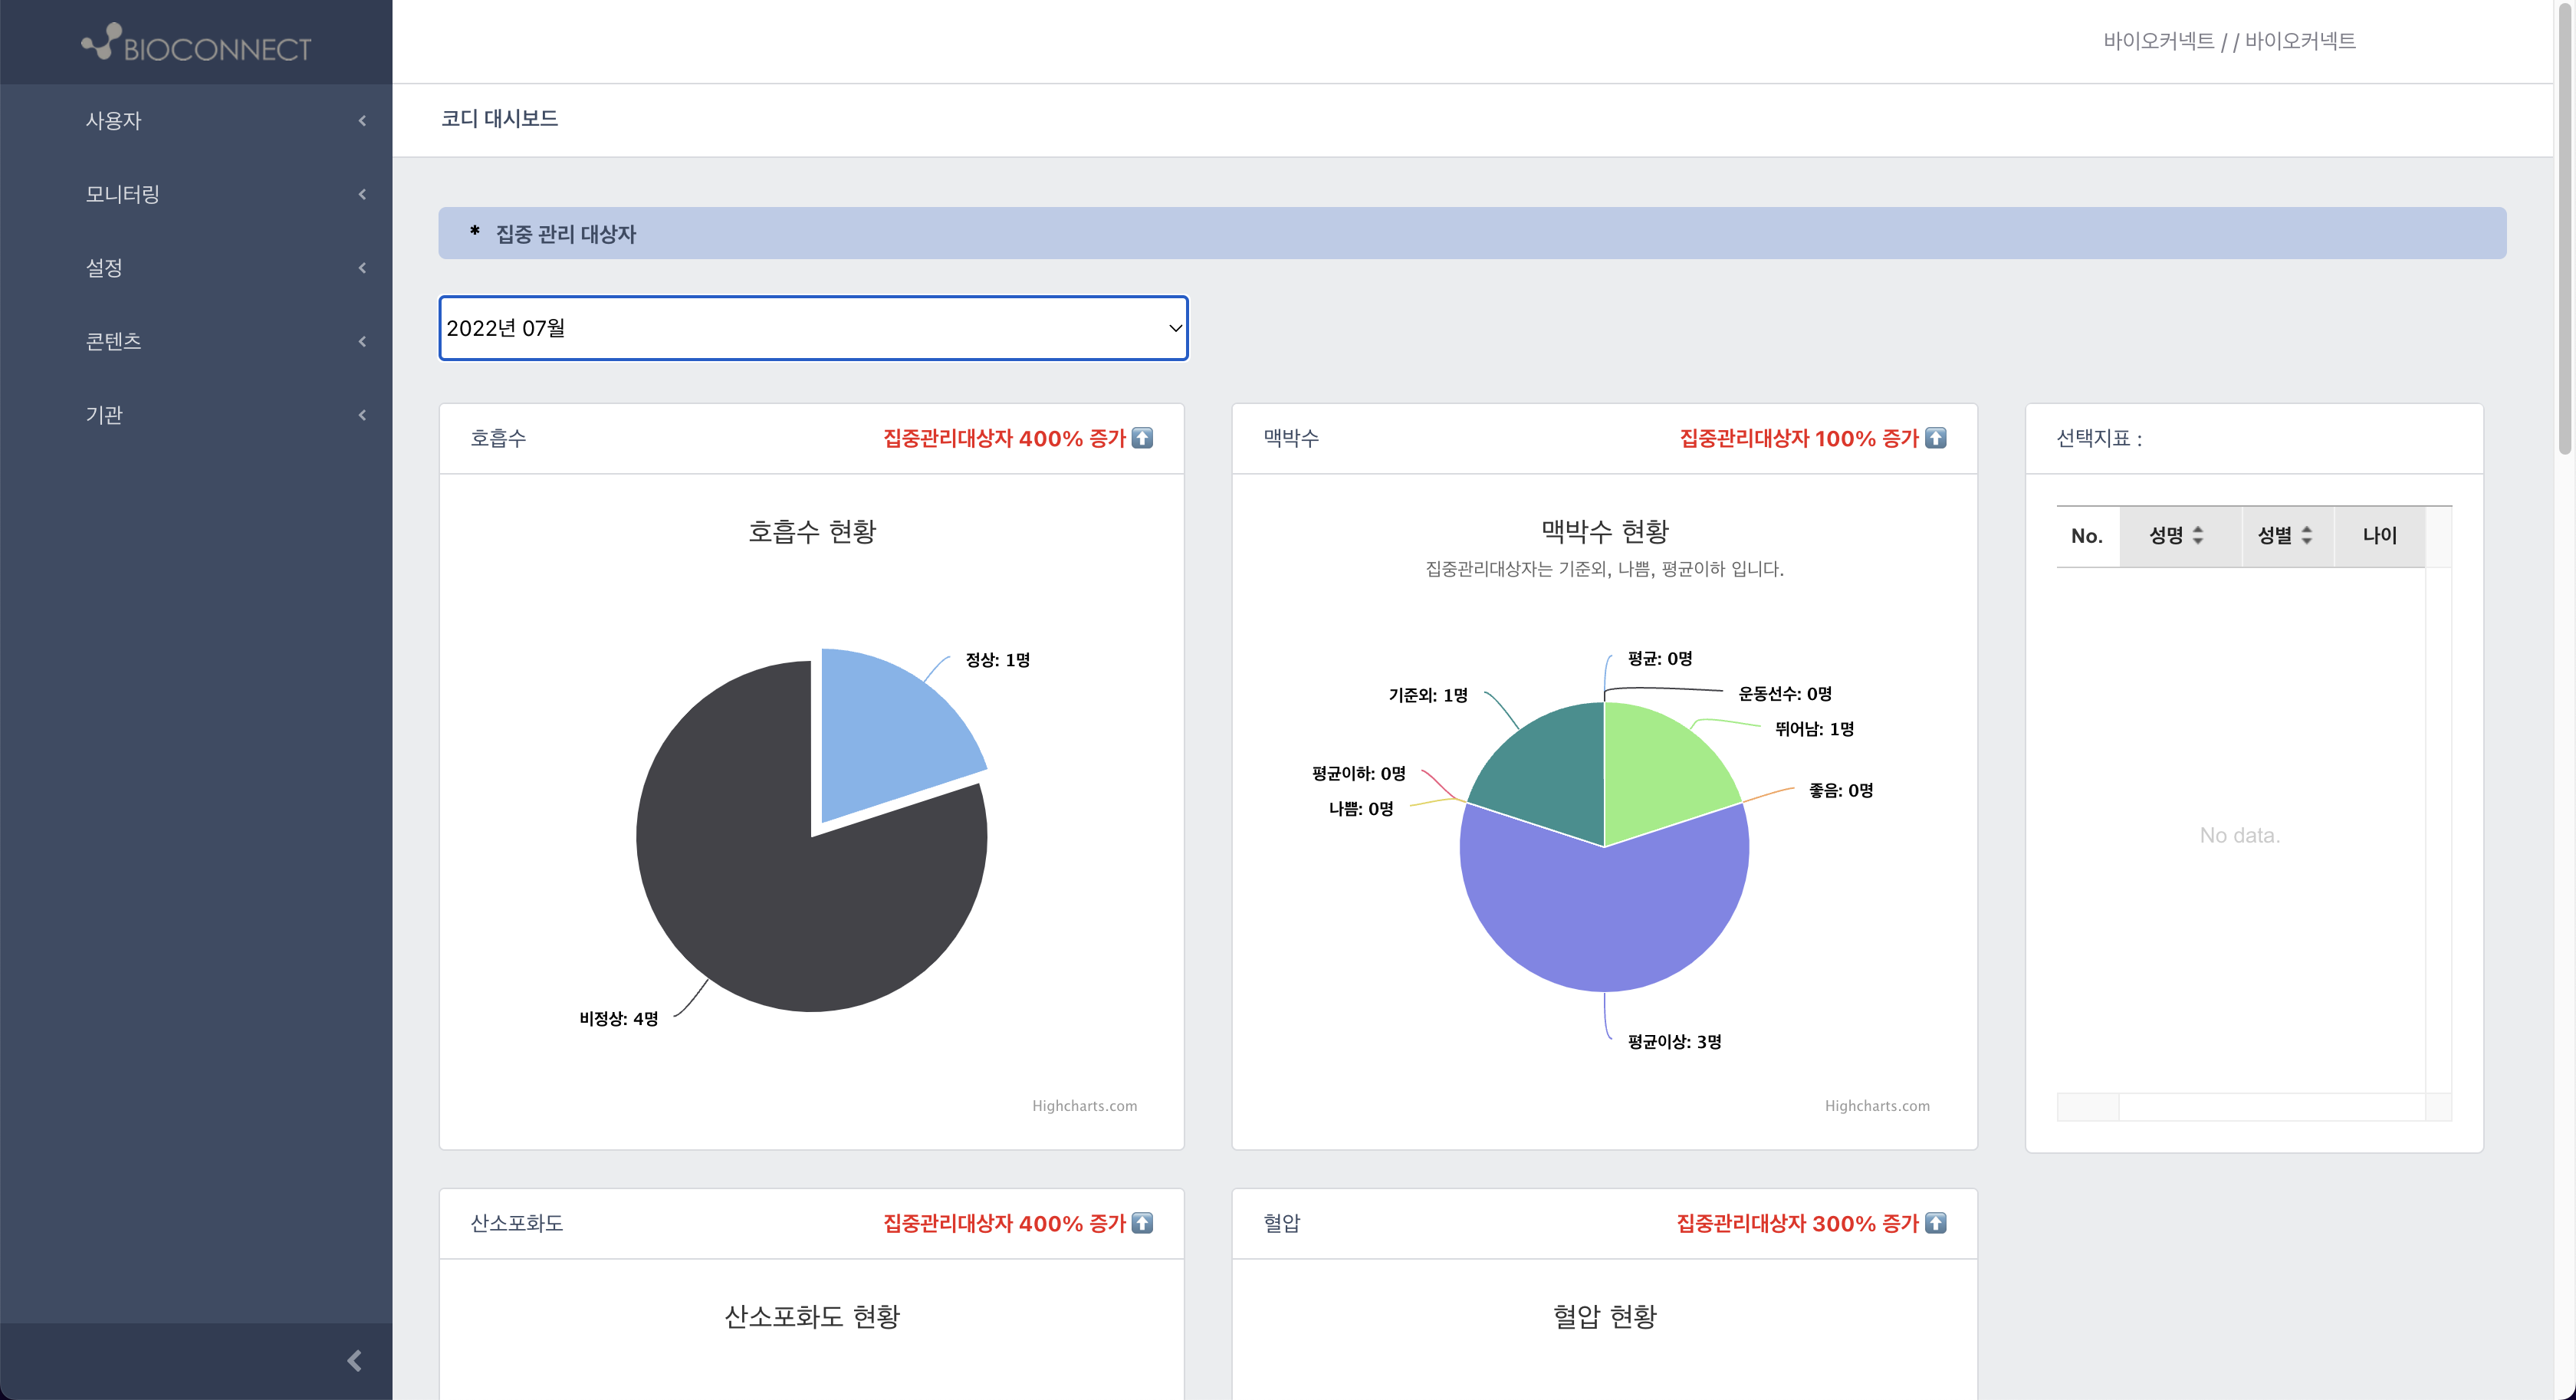 BIOCONNECT
바이오커넥트 / / 바이오커넥트
사용자
모니터링
설정
콘텐츠
기관
코디 대시보드
* 집중 관리 대상자
2022년 07월
호흡수
집중관리대상자 400% 증가
호흡수 현황
정상: 1명
비정상: 4명
Highcharts.com
맥박수
집중관리대상자 100% 증가
맥박수 현황
집중관리대상자는 기준외, 나쁨, 평균이하 입니다.
평균: 0명
운동선수: 0명
뛰어남: 1명
좋음: 0명
평균이상: 3명
나쁨: 0명
평균이하: 0명
기준외: 1명
Highcharts.com
선택지표 :
No. 성명 성별 나이
No data.
산소포화도
집중관리대상자 400% 증가
산소포화도 현황
혈압
집중관리대상자 300% 증가
혈압 현황